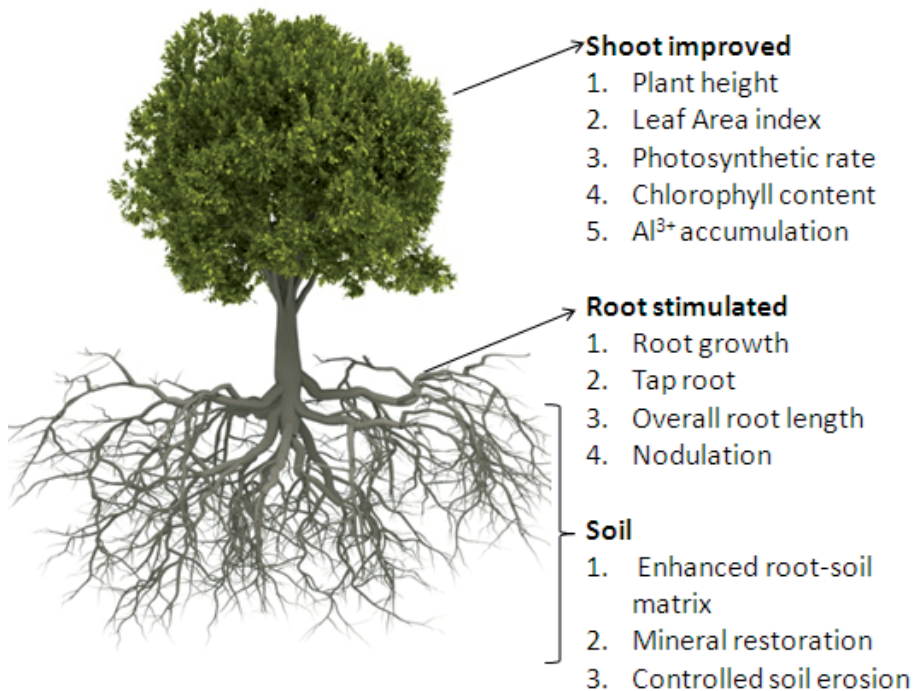 Shoot improved
1. Plant height
2. Leaf Area index
3. Photosynthetic rate
4. Chlorophyll content
5. Al³⁺ accumulation
Root stimulated
1. Root growth
2. Tap root
3. Overall root length
4. Nodulation
Soil
1. Enhanced root-soil
matrix
2. Mineral restoration
3. Controlled soil erosion